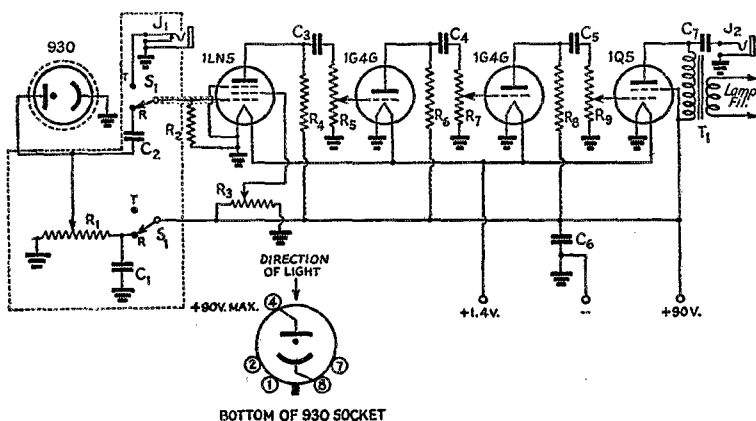 930
J₁
T
S₁
R
C₂
1LN5
R₂
C₃
R₄
R₅
1G4G
C₄
R₆
R₇
1G4G
C₅
R₈
R₉
1Q5
C₇
J₂
Lamp
Fil.
T₁
R₁
T
R
S₁
C₁
R₃
C₆
DIRECTION
OF LIGHT
+90V. MAX.
4
2
1
8
7
+1.4V.
--
+90V.
BOTTOM OF 930 SOCKET